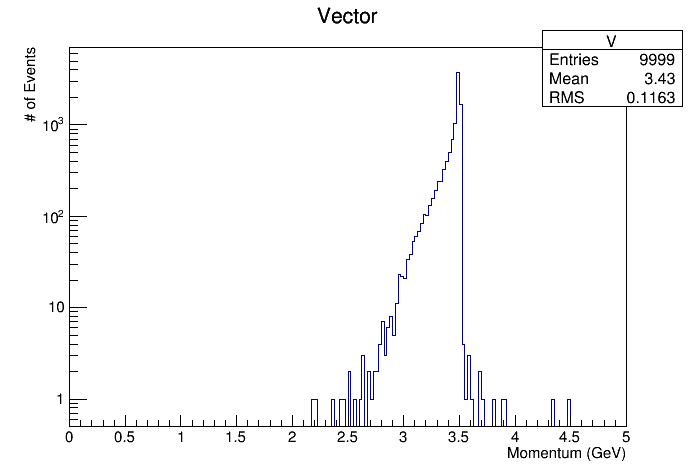 Vector
V
Entries 9999
Mean 3.43
RMS 0.1163
# of Events
10³
10²
10
1
0 0.5 1 1.5 2 2.5 3 3.5 4 4.5 5
Momentum (GeV)